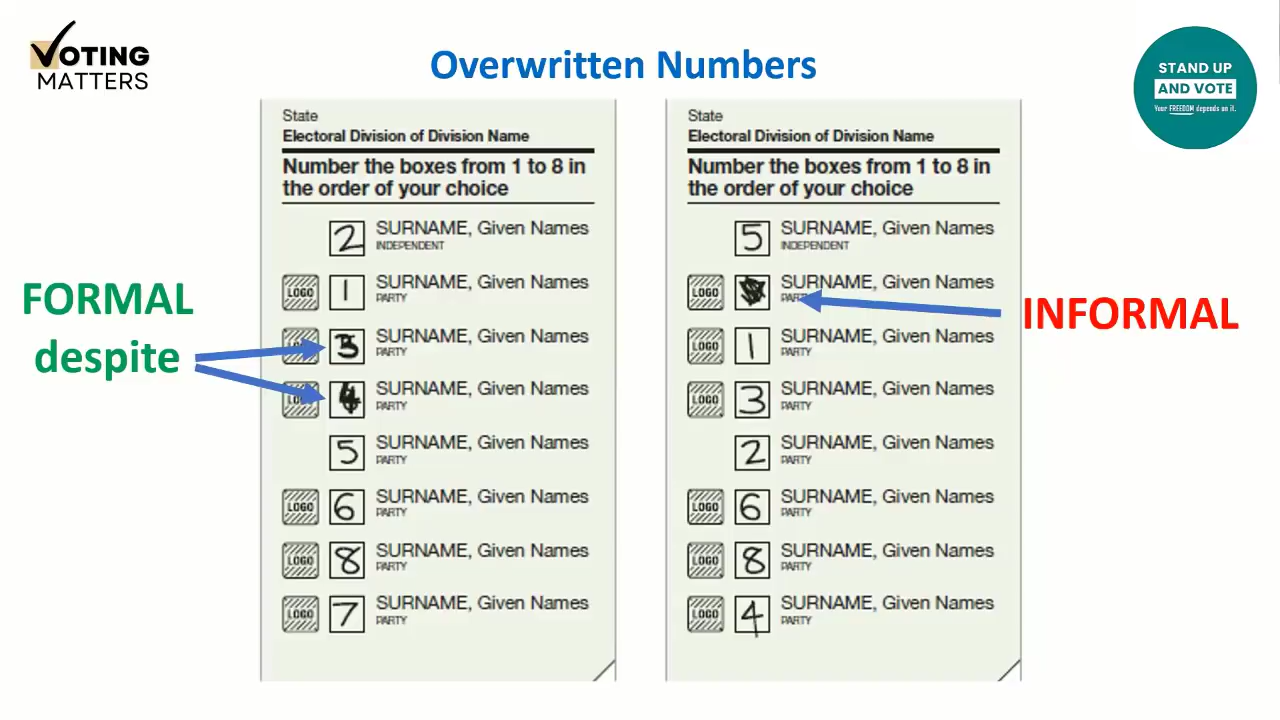 VOTING
MATTERS
Overwritten Numbers
STAND UP
AND VOTE
Your FREEDOM depends on it.
FORMAL
despite
State
Electoral Division of Division Name
Number the boxes from 1 to 8 in
the order of your choice
2 SURNAME, Given Names
INDEPENDENT
LOGO 1 SURNAME, Given Names
PARTY
LOGO 3 SURNAME, Given Names
PARTY
LOGO 4 SURNAME, Given Names
PARTY
5 SURNAME, Given Names
PARTY
LOGO 6 SURNAME, Given Names
PARTY
LOGO 8 SURNAME, Given Names
PARTY
LOGO 7 SURNAME, Given Names
PARTY
State
Electoral Division of Division Name
Number the boxes from 1 to 8 in
the order of your choice
5 SURNAME, Given Names
INDEPENDENT
LOGO SURNAME, Given Names
PARTY
LOGO 1 SURNAME, Given Names
PARTY
LOGO 3 SURNAME, Given Names
PARTY
2 SURNAME, Given Names
PARTY
LOGO 6 SURNAME, Given Names
PARTY
LOGO 8 SURNAME, Given Names
PARTY
LOGO 4 SURNAME, Given Names
PARTY
INFORMAL